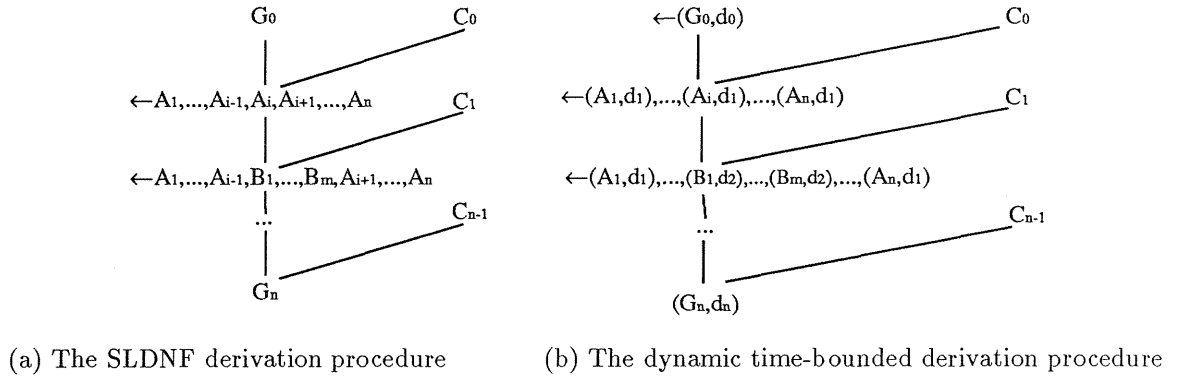 G0 C0
←A1,...,Ai-1,Ai,Ai+1,...,An
C1
←A1,...,Ai-1,B1,...,Bm,Ai+1,...,An
...
Cn-1
Gn
(a) The SLDNF derivation procedure
←(G0,d0) C0
←(A1,d1),...,(Ai,d1),...,(An,d1)
C1
←(A1,d1),...,(B1,d2),...,(Bm,d2),...,(An,d1)
...
Cn-1
(Gn,dn)
(b) The dynamic time-bounded derivation procedure